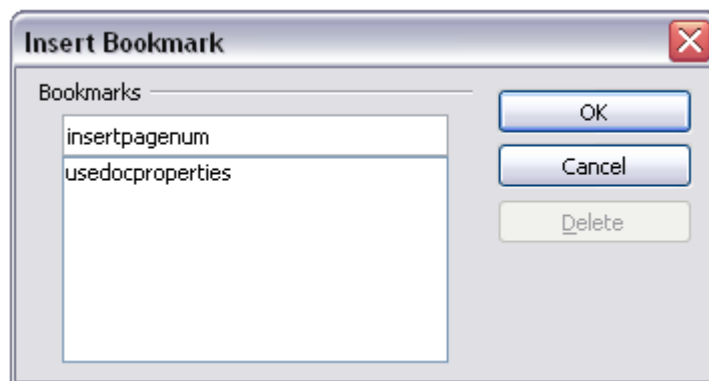 Insert Bookmark
Bookmarks
insertpagenum
usedocproperties
OK
Cancel
Delete